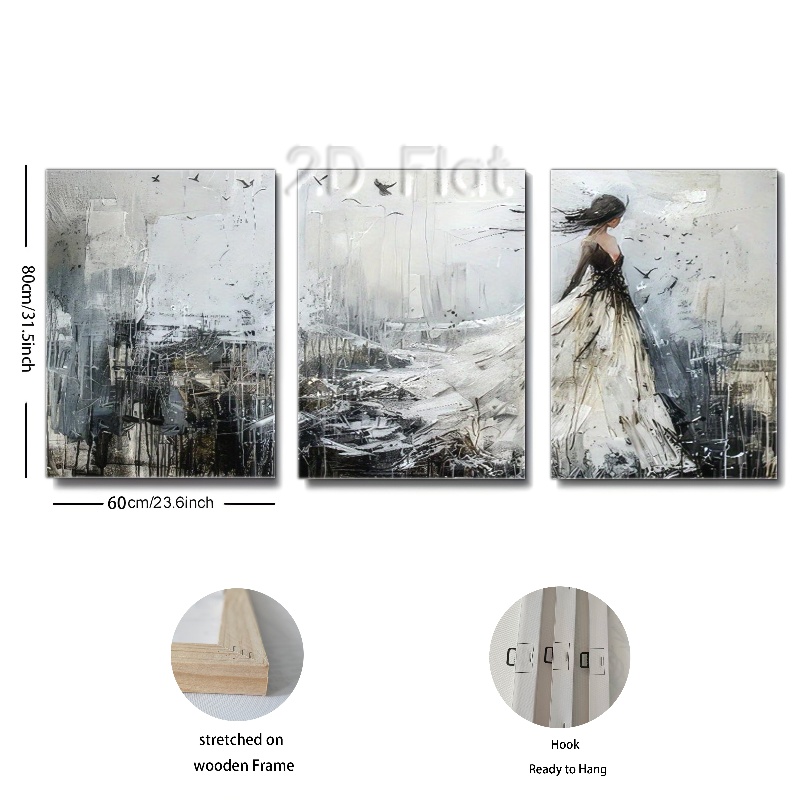 2D Flat
80cm/31.5inch
60cm/23.6inch
stretched on
wooden Frame
Hook
Ready to Hang